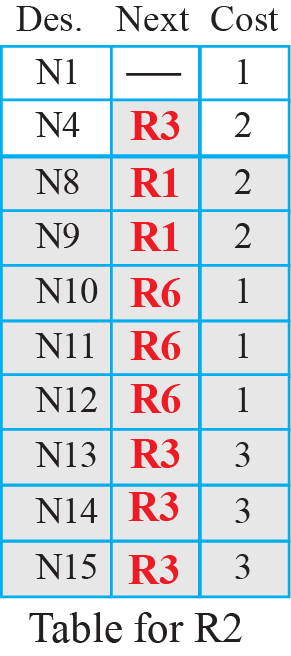 Des. Next Cost
N1 — 1
N4 R3 2
N8 R1 2
N9 R1 2
N10 R6 1
N11 R6 1
N12 R6 1
N13 R3 3
N14 R3 3
N15 R3 3
Table for R2